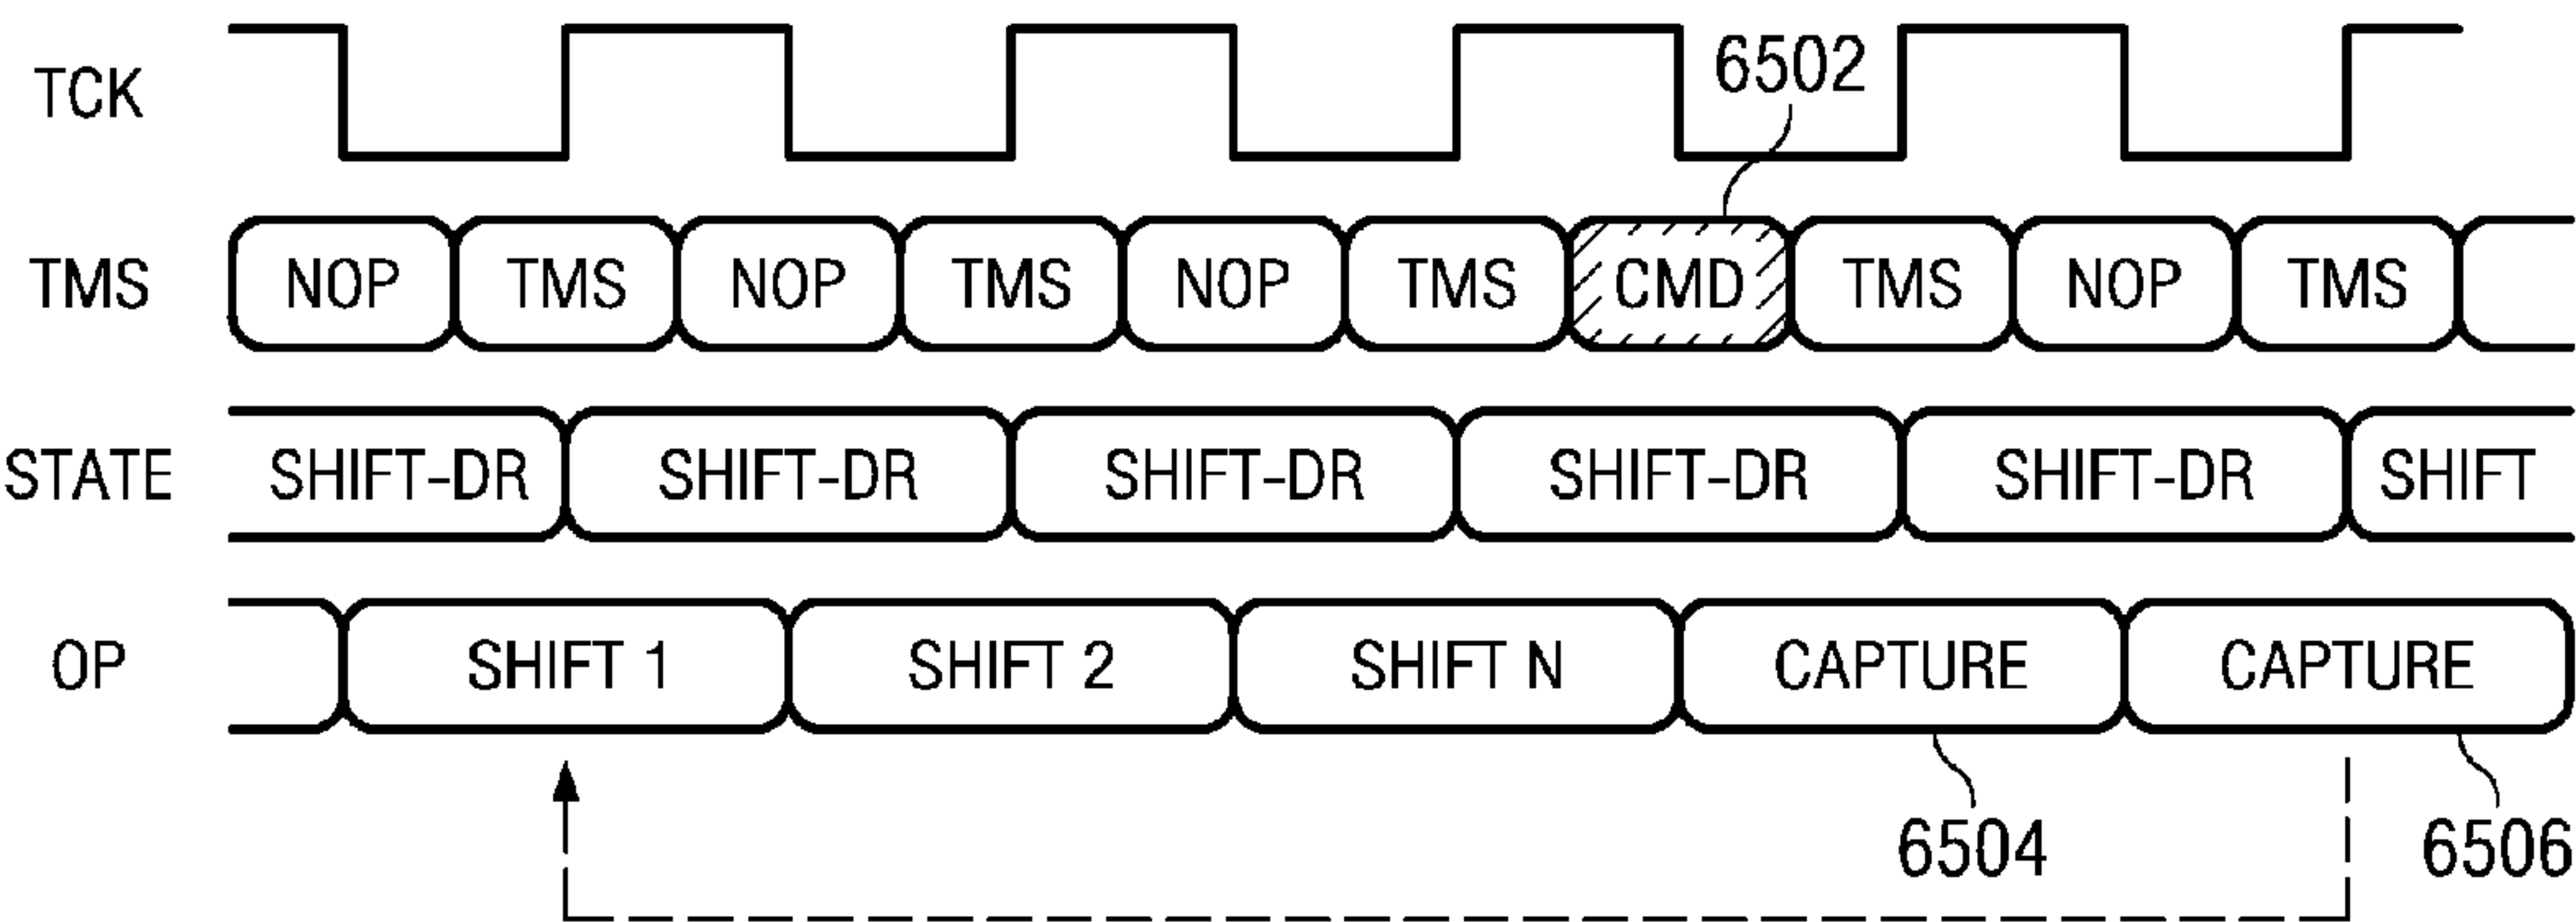 TCK 6502
TMS NOP TMS NOP TMS NOP TMS CMD TMS NOP TMS
STATE SHIFT-DR SHIFT-DR SHIFT-DR SHIFT-DR SHIFT-DR SHIFT
OP SHIFT 1 SHIFT 2 SHIFT N CAPTURE CAPTURE
6504 6506